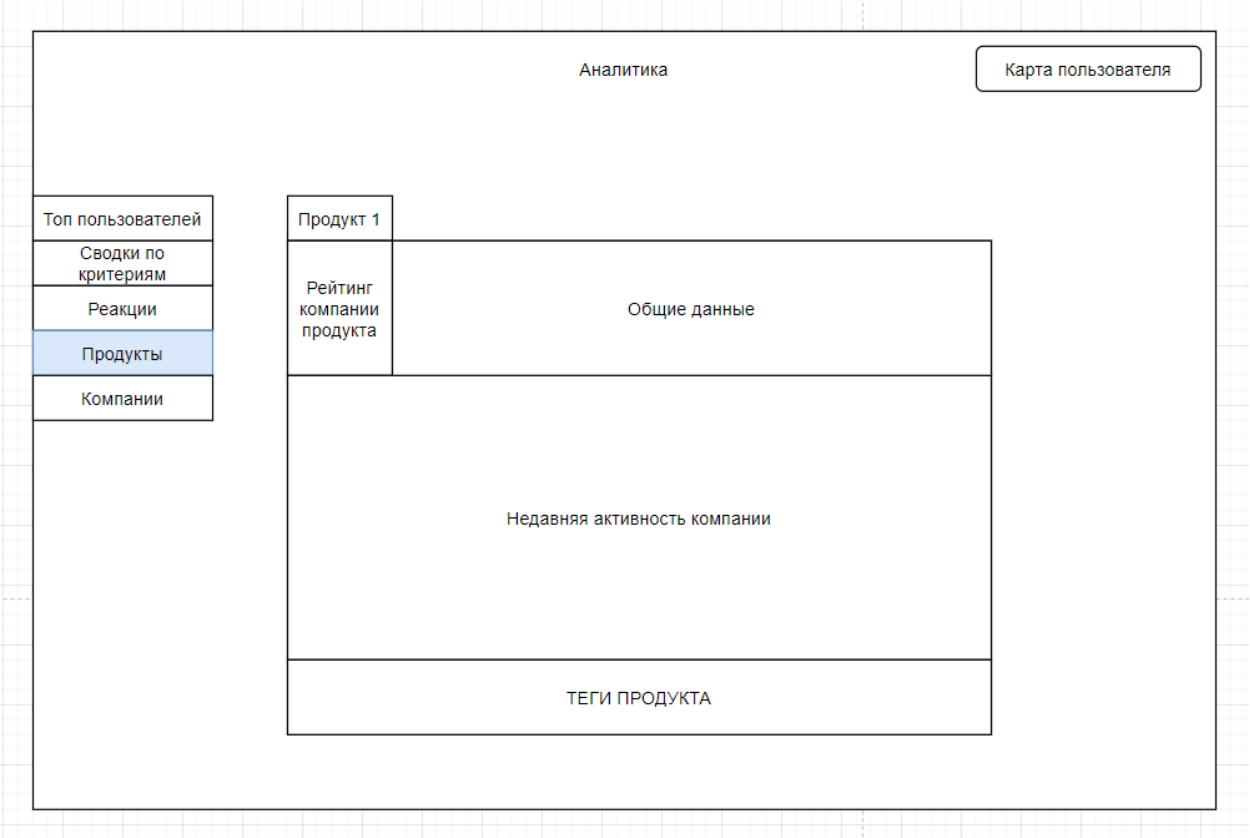 Аналитика
Карта пользователя
Топ пользователей
Сводки по
критериям
Реакции
Продукты
Компании
Продукт 1
Рейтинг
компании
продукта
Общие данные
Недавняя активность компании
ТЕГИ ПРОДУКТА